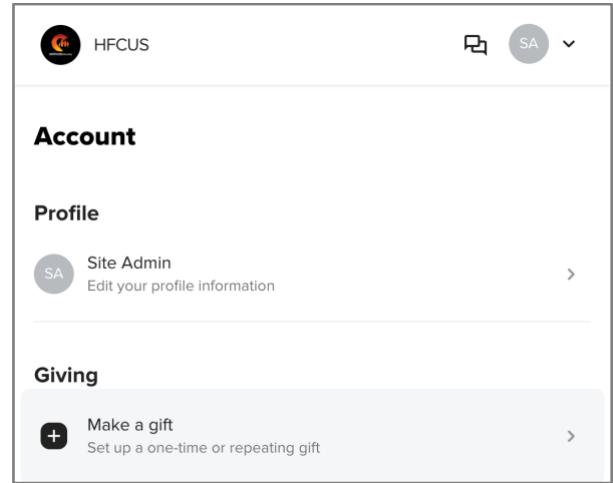 HFCUS
SA
Account
Profile
SA
Site Admin
Edit your profile information
Giving
Make a gift
Set up a one-time or repeating gift